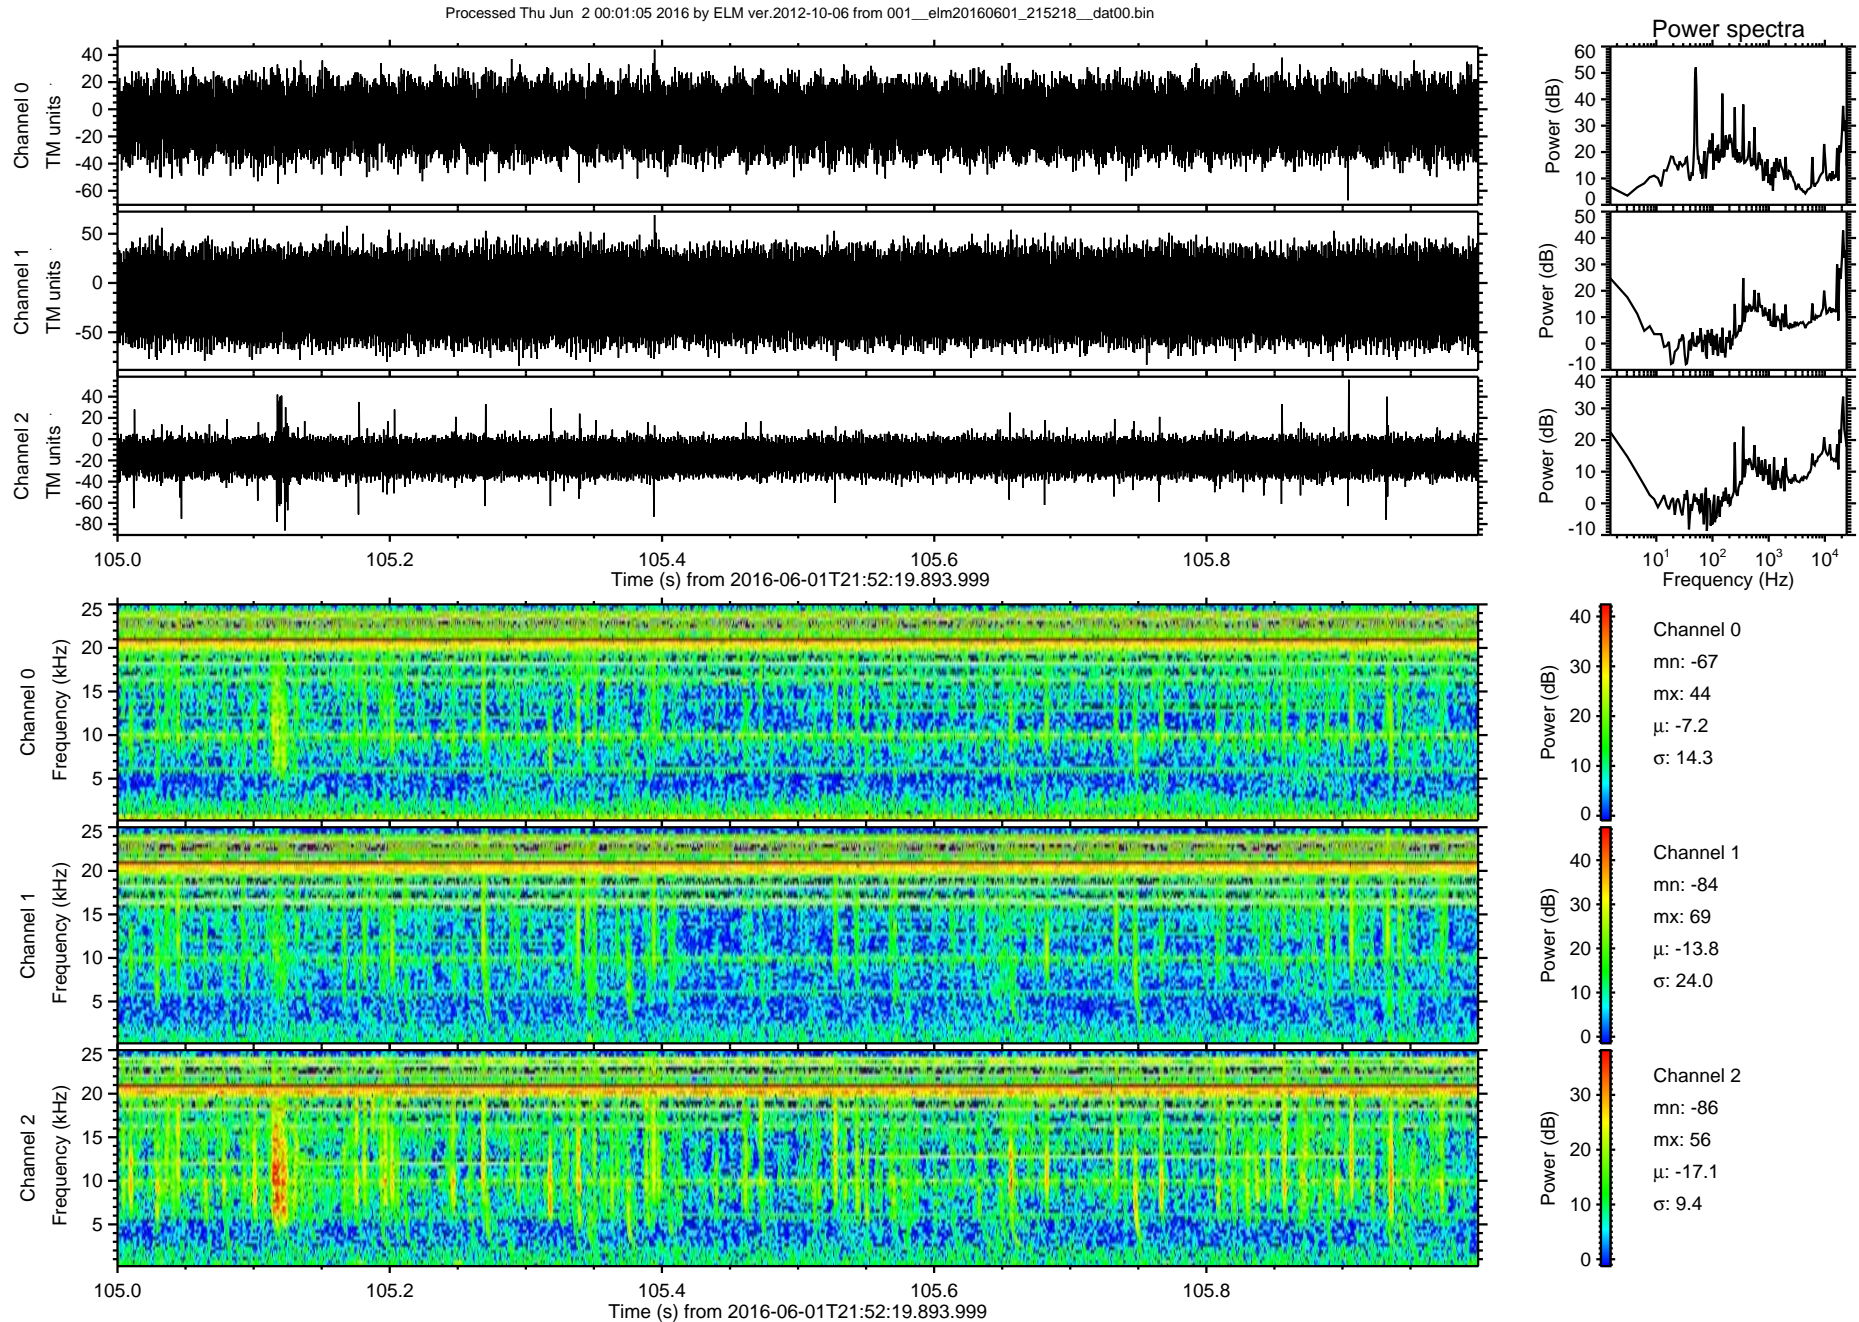 Processed Thu Jun  2 00:01:05 2016 by ELM ver.2012-10-06 from 001__elm20160601_215218__dat00.bin
Power spectra
Channel 0
TM units
40
20
0
-20
-40
-60
Power (dB)
60
50
40
30
20
10
0
Channel 1
TM units
50
0
-50
Power (dB)
50
40
30
20
10
0
-10
Channel 2
TM units
40
20
0
-20
-40
-60
-80
Power (dB)
40
30
20
10
0
-10
105.0 105.2 105.4 105.6 105.8
Time (s) from 2016-06-01T21:52:19.893.999
10^1 10^2 10^3 10^4
Frequency (Hz)
Channel 0
Frequency (kHz)
25
20
15
10
5
Power (dB)
40
30
20
10
0
Channel 0
mn: -67
mx: 44
μ: -7.2
σ: 14.3
Channel 1
Frequency (kHz)
25
20
15
10
5
Power (dB)
40
30
20
10
0
Channel 1
mn: -84
mx: 69
μ: -13.8
σ: 24.0
Channel 2
Frequency (kHz)
25
20
15
10
5
Power (dB)
30
20
10
0
Channel 2
mn: -86
mx: 56
μ: -17.1
σ: 9.4
105.0 105.2 105.4 105.6 105.8
Time (s) from 2016-06-01T21:52:19.893.999